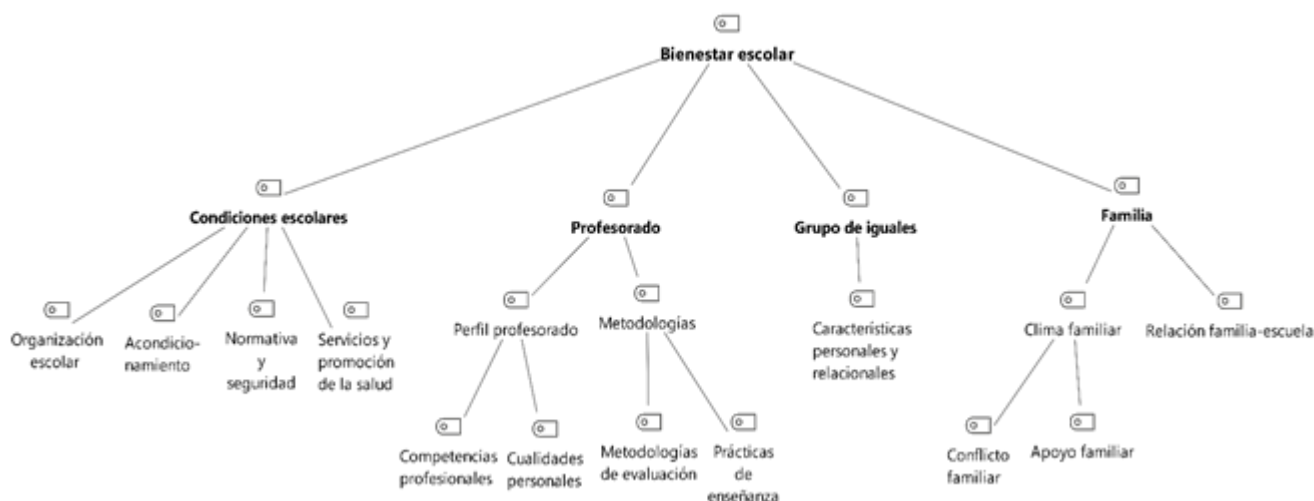 Bienestar escolar
Condiciones escolares
Profesorado
Grupo de iguales
Familia
Organización
escolar
Acondicio-
namiento
Normativa
y
seguridad
Servicios y
promoción
de la salud
Perfil profesorado
Metodologías
Características
personales y
relacionales
Clima familiar
Relación familia-escuela
Competencias
profesionales
Cualidades
personales
Metodologías
de evaluación
Prácticas
de
enseñanza
Conflicto
familiar
Apoyo familiar